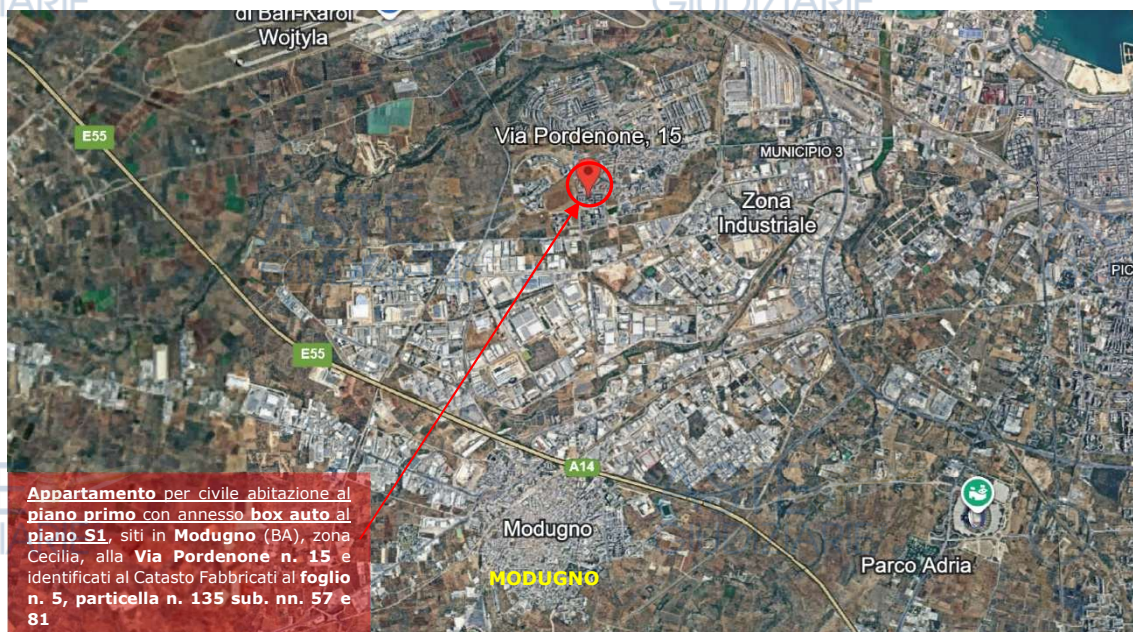 GIUDIZIARIE
di Bari-Karol
Wojtyla
E55
Via Pordenone, 15
MUNICIPIO 3
Zona
Industriale
E55
A14
Modugno
MODUGNO
Parco Adria
Appartamento per civile abitazione al
piano primo con annesso box auto al
piano S1, siti in Modugno (BA), zona
Cecilia, alla Via Pordenone n. 15 e
identificati al Catasto Fabbricati al foglio
n. 5, particella n. 135 sub. nn. 57 e
81